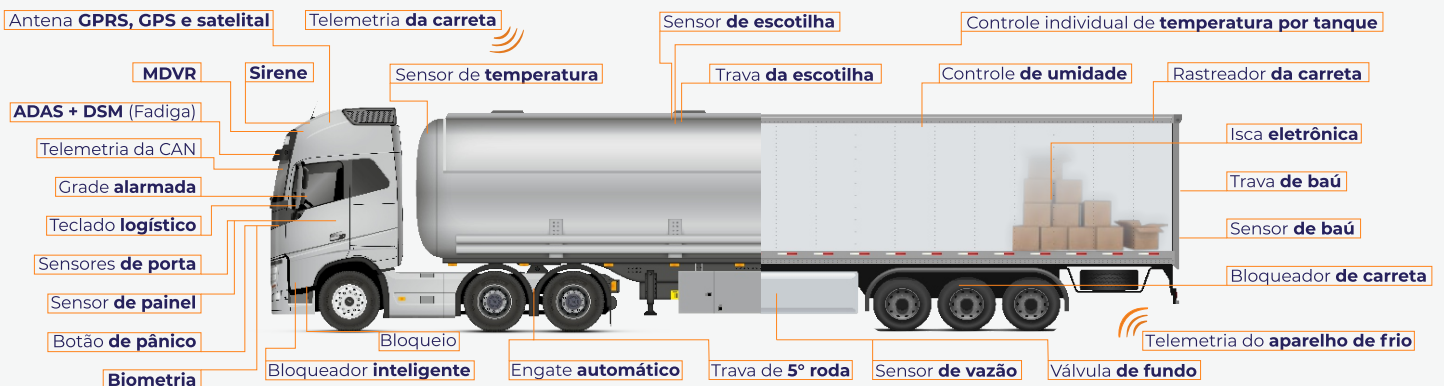 Antena GPRS, GPS e satelital
Telemetria da carreta
Sensor de escotilha
Controle individual de temperatura por tanque
MDVR
Sirene
Sensor de temperatura
Trava da escotilha
Controle de umidade
Rastreador da carreta
ADAS + DSM (Fadiga)
Telemetria da CAN
Isca eletrônica
Grade alarmada
Trava de baú
Teclado logístico
Sensor de baú
Sensores de porta
Bloqueador de carreta
Sensor de painel
Botão de pânico
Bloqueio
Telemetria do aparelho de frio
Biometria
Bloqueador inteligente
Engate automático
Trava de 5º roda
Sensor de vazão
Válvula de fundo